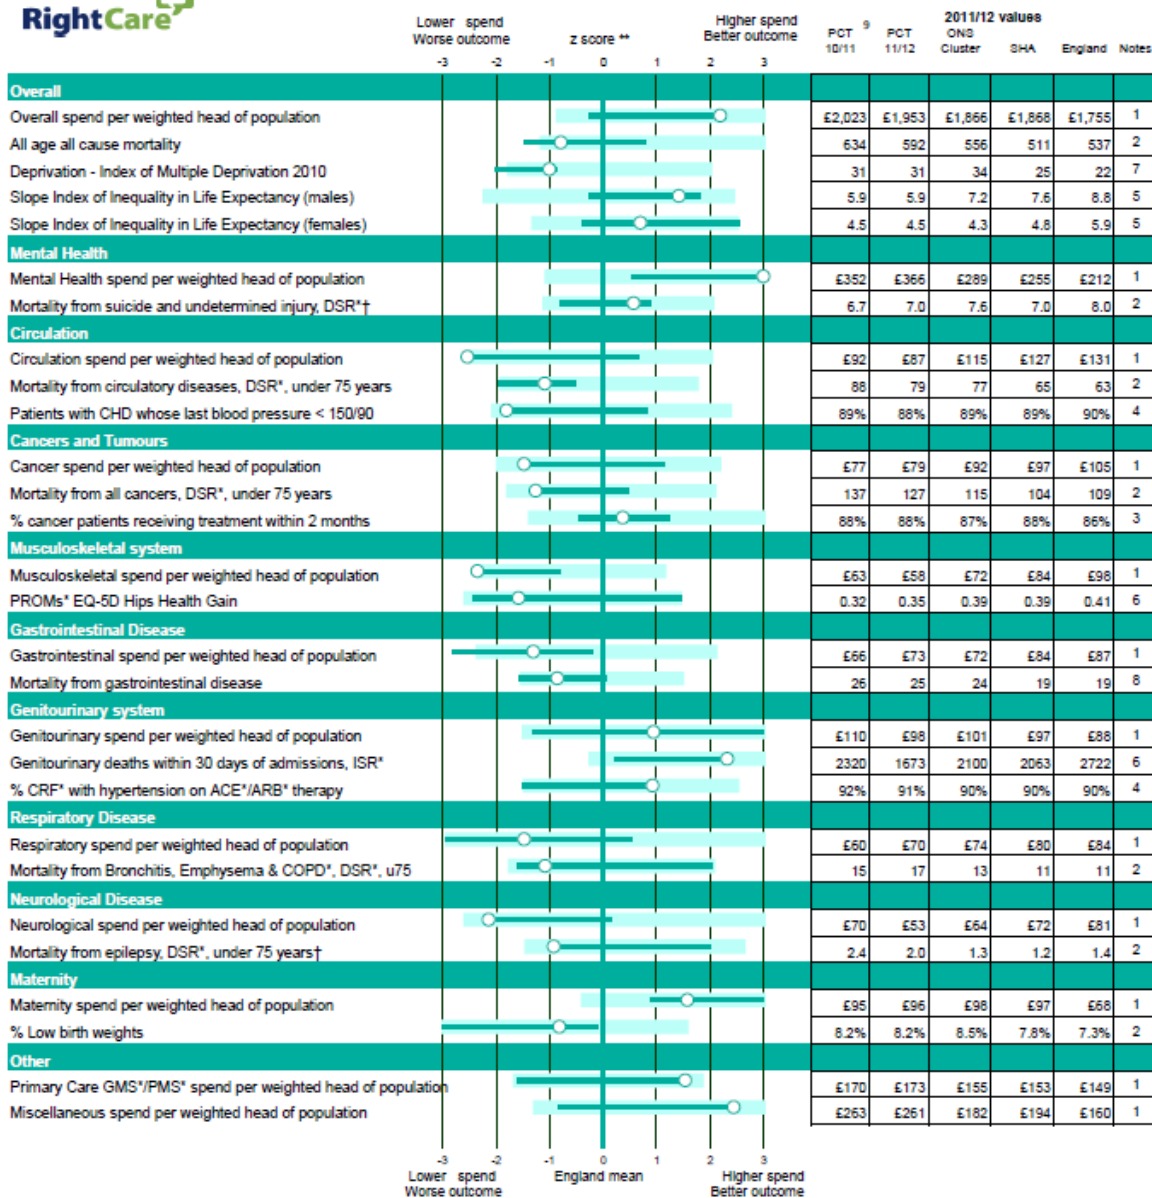 RightCare
Lower spend Higher spend 2011/12 values
Worse outcome z score ** Better outcome PCT 9 PCT ONS
10/11 11/12 Cluster SHA England Notes
-3 -2 -1 0 1 2 3
Overall
Overall spend per weighted head of population £2,023 £1,953 £1,866 £1,868 £1,755 1
All age all cause mortality 634 592 556 511 537 2
Deprivation - Index of Multiple Deprivation 2010 31 31 34 25 22 7
Slope Index of Inequality in Life Expectancy (males) 5.9 5.9 7.2 7.6 8.8 5
Slope Index of Inequality in Life Expectancy (females) 4.5 4.5 4.3 4.8 5.9 5
Mental Health
Mental Health spend per weighted head of population £352 £366 £289 £255 £212 1
Mortality from suicide and undetermined injury, DSR*† 6.7 7.0 7.6 7.0 8.0 2
Circulation
Circulation spend per weighted head of population £92 £87 £115 £127 £131 1
Mortality from circulatory diseases, DSR*, under 75 years 88 79 77 65 63 2
Patients with CHD whose last blood pressure < 150/90 89% 88% 89% 89% 90% 4
Cancers and Tumours
Cancer spend per weighted head of population £77 £79 £92 £97 £105 1
Mortality from all cancers, DSR*, under 75 years 137 127 115 104 109 2
% cancer patients receiving treatment within 2 months 88% 88% 87% 88% 86% 3
Musculoskeletal system
Musculoskeletal spend per weighted head of population £63 £58 £72 £84 £98 1
PROMs* EQ-5D Hips Health Gain 0.32 0.35 0.39 0.39 0.41 6
Gastrointestinal Disease
Gastrointestinal spend per weighted head of population £66 £73 £72 £84 £87 1
Mortality from gastrointestinal disease 26 25 24 19 19 8
Genitourinary system
Genitourinary spend per weighted head of population £110 £98 £101 £97 £88 1
Genitourinary deaths within 30 days of admissions, ISR* 2320 1673 2100 2063 2722 6
% CRF* with hypertension on ACE*/ARB* therapy 92% 91% 90% 90% 90% 4
Respiratory Disease
Respiratory spend per weighted head of population £60 £70 £74 £80 £84 1
Mortality from Bronchitis, Emphysema & COPD*, DSR*, u75 15 17 13 11 11 2
Neurological Disease
Neurological spend per weighted head of population £70 £53 £64 £72 £81 1
Mortality from epilepsy, DSR*, under 75 years† 2.4 2.0 1.3 1.2 1.4 2
Maternity
Maternity spend per weighted head of population £95 £96 £98 £97 £68 1
% Low birth weights 8.2% 8.2% 8.5% 7.8% 7.3% 2
Other
Primary Care GMS*/PMS* spend per weighted head of population £170 £173 £155 £153 £149 1
Miscellaneous spend per weighted head of population £263 £261 £182 £194 £160 1
-3 -2 -1 0 1 2 3
Lower spend England mean Higher spend
Worse outcome Better outcome